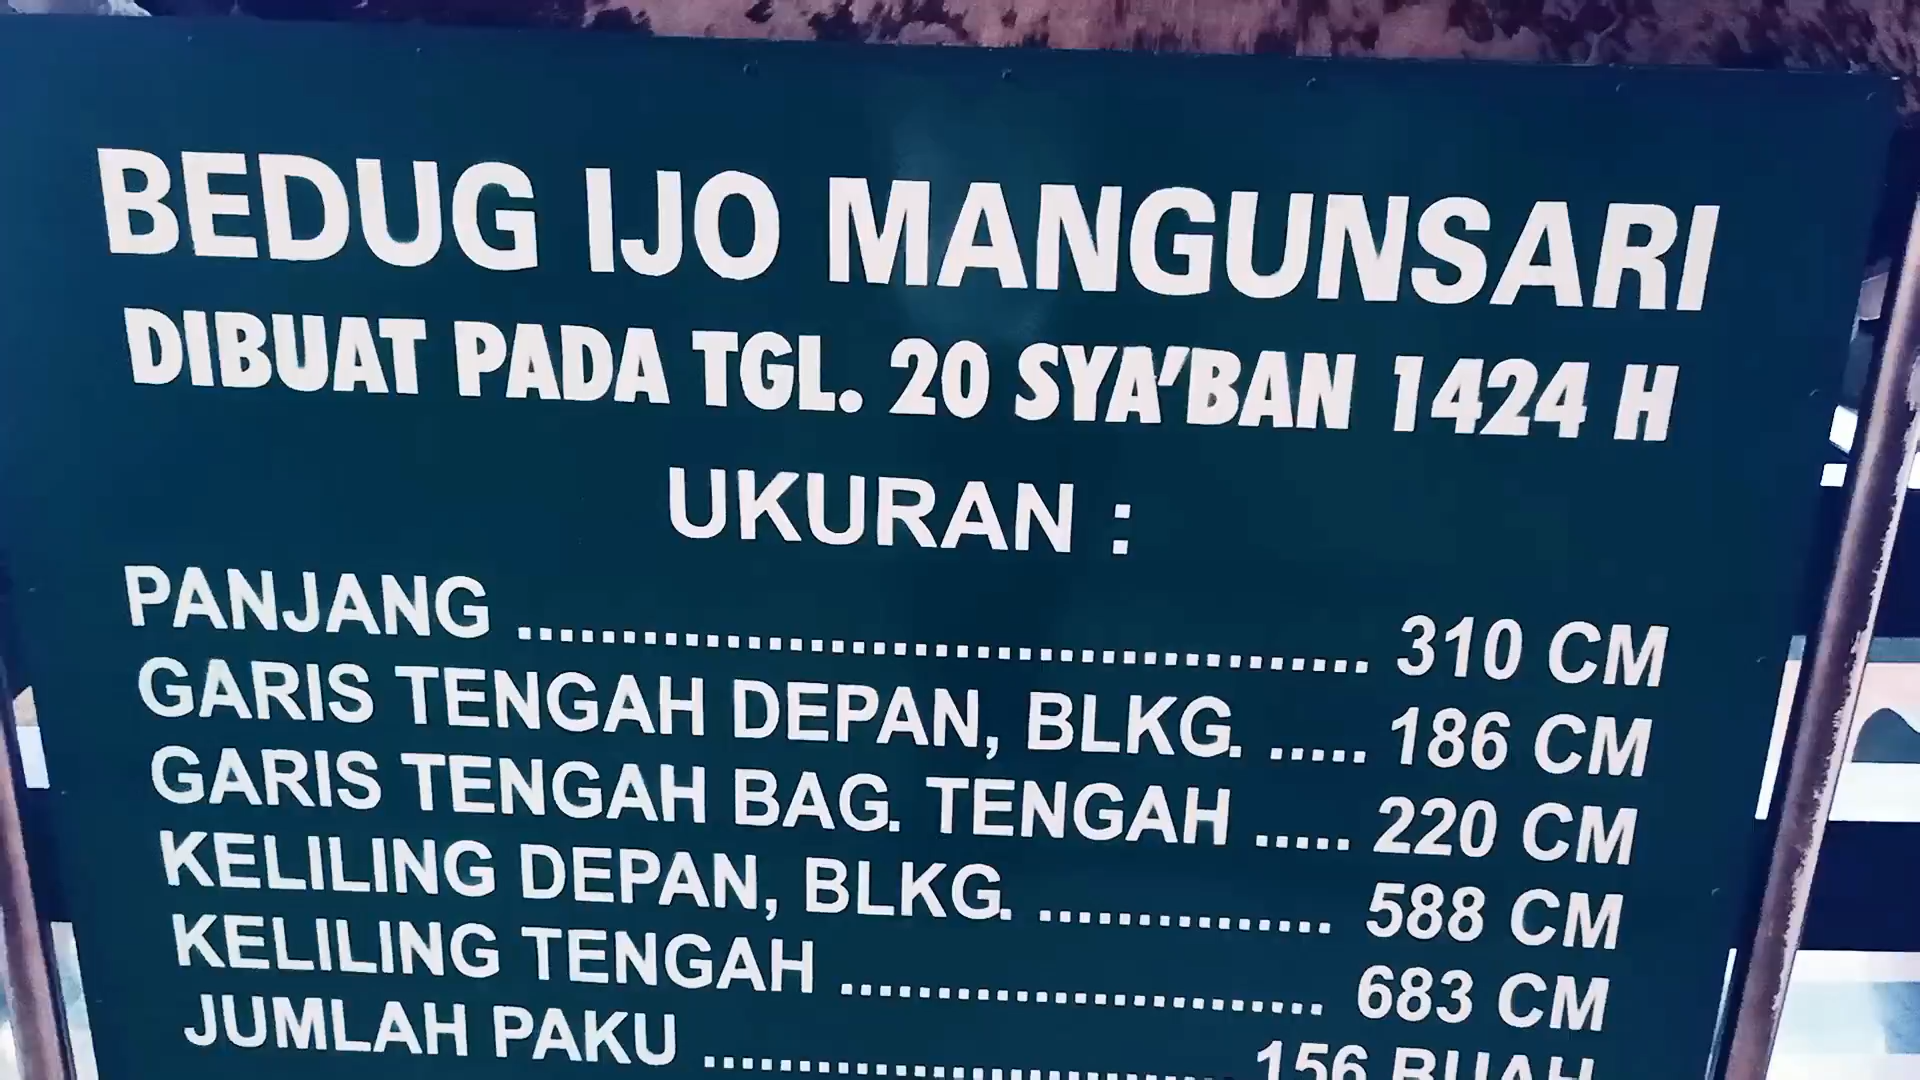 BEDUG IJO MANGUNSARI
DIBUAT PADA TGL. 20 SYA'BAN 1424 H
UKURAN :
PANJANG ................................................ 310 CM
GARIS TENGAH DEPAN, BLKG. ..... 186 CM
GARIS TENGAH BAG. TENGAH ..... 220 CM
KELILING DEPAN, BLKG. ................ 588 CM
KELILING TENGAH .......................... 683 CM
JUMLAH PAKU .............................. 156 BUAH